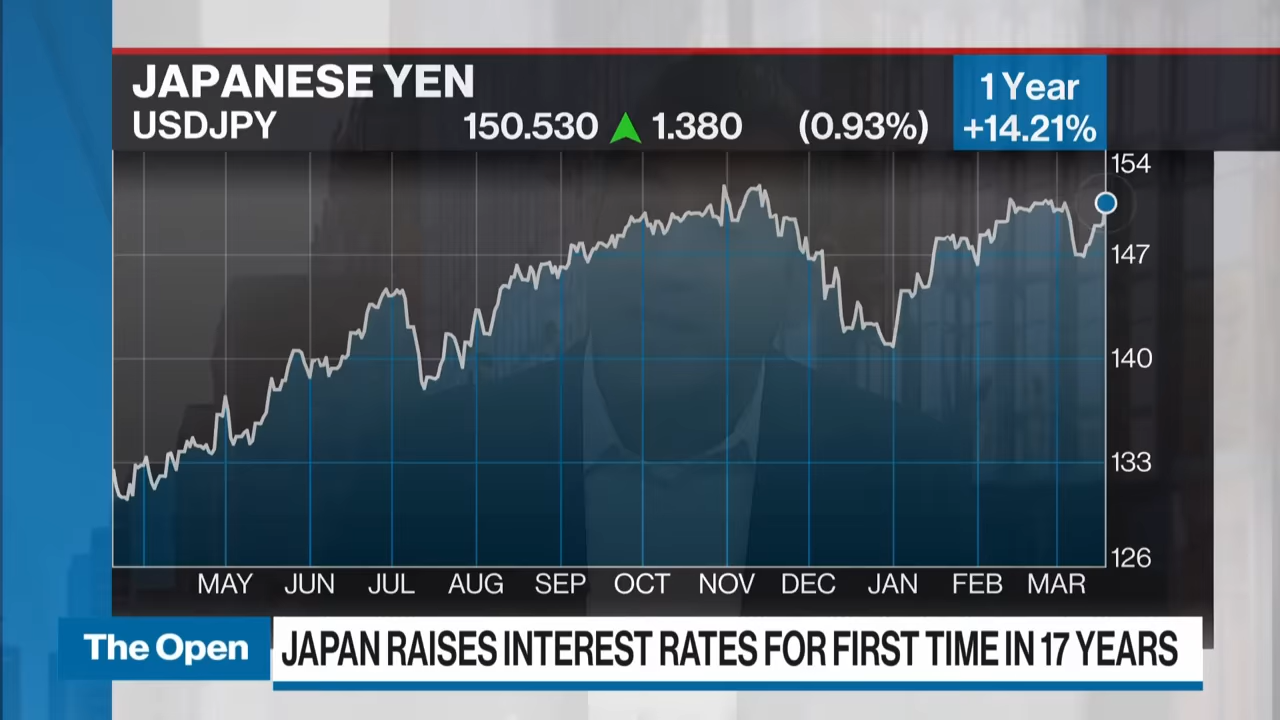 JAPANESE YEN
USDJPY 150.530 ▲ 1.380 (0.93%)
1 Year
+14.21%
154
147
140
133
126
MAY JUN JUL AUG SEP OCT NOV DEC JAN FEB MAR
The Open
JAPAN RAISES INTEREST RATES FOR FIRST TIME IN 17 YEARS